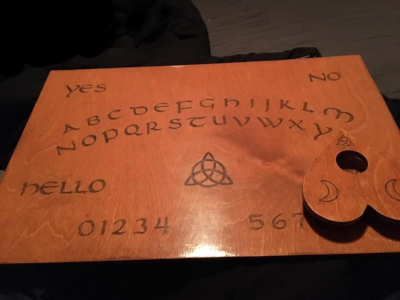 YES NO
ABCDEFGHIJKLM
NOPQRSTUVWXY
HELLO
01234 567